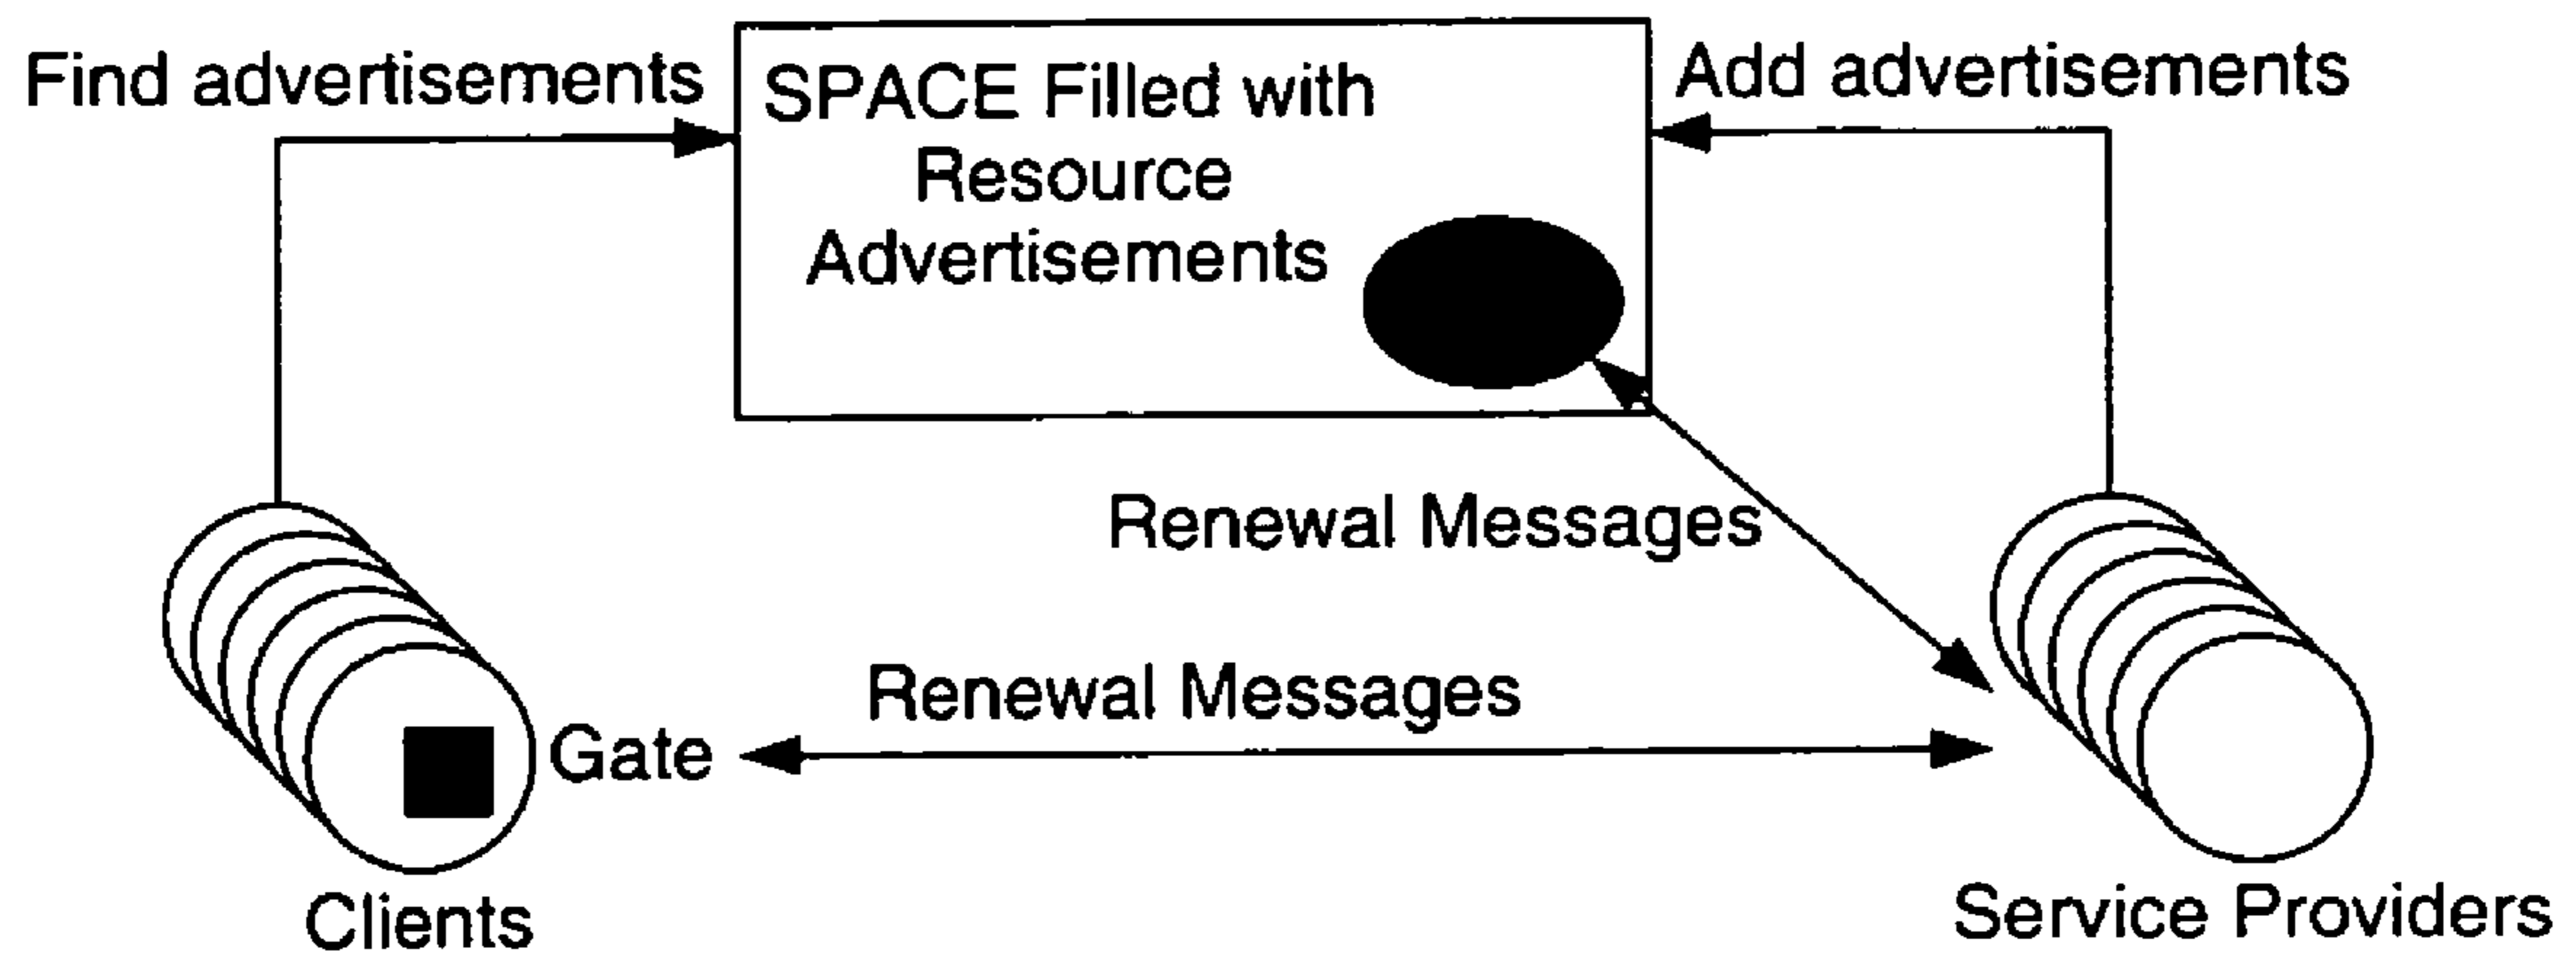 Find advertisements
SPACE Filled with
Resource
Advertisements
Add advertisements
Renewal Messages
Renewal Messages
Gate
Clients
Service Providers